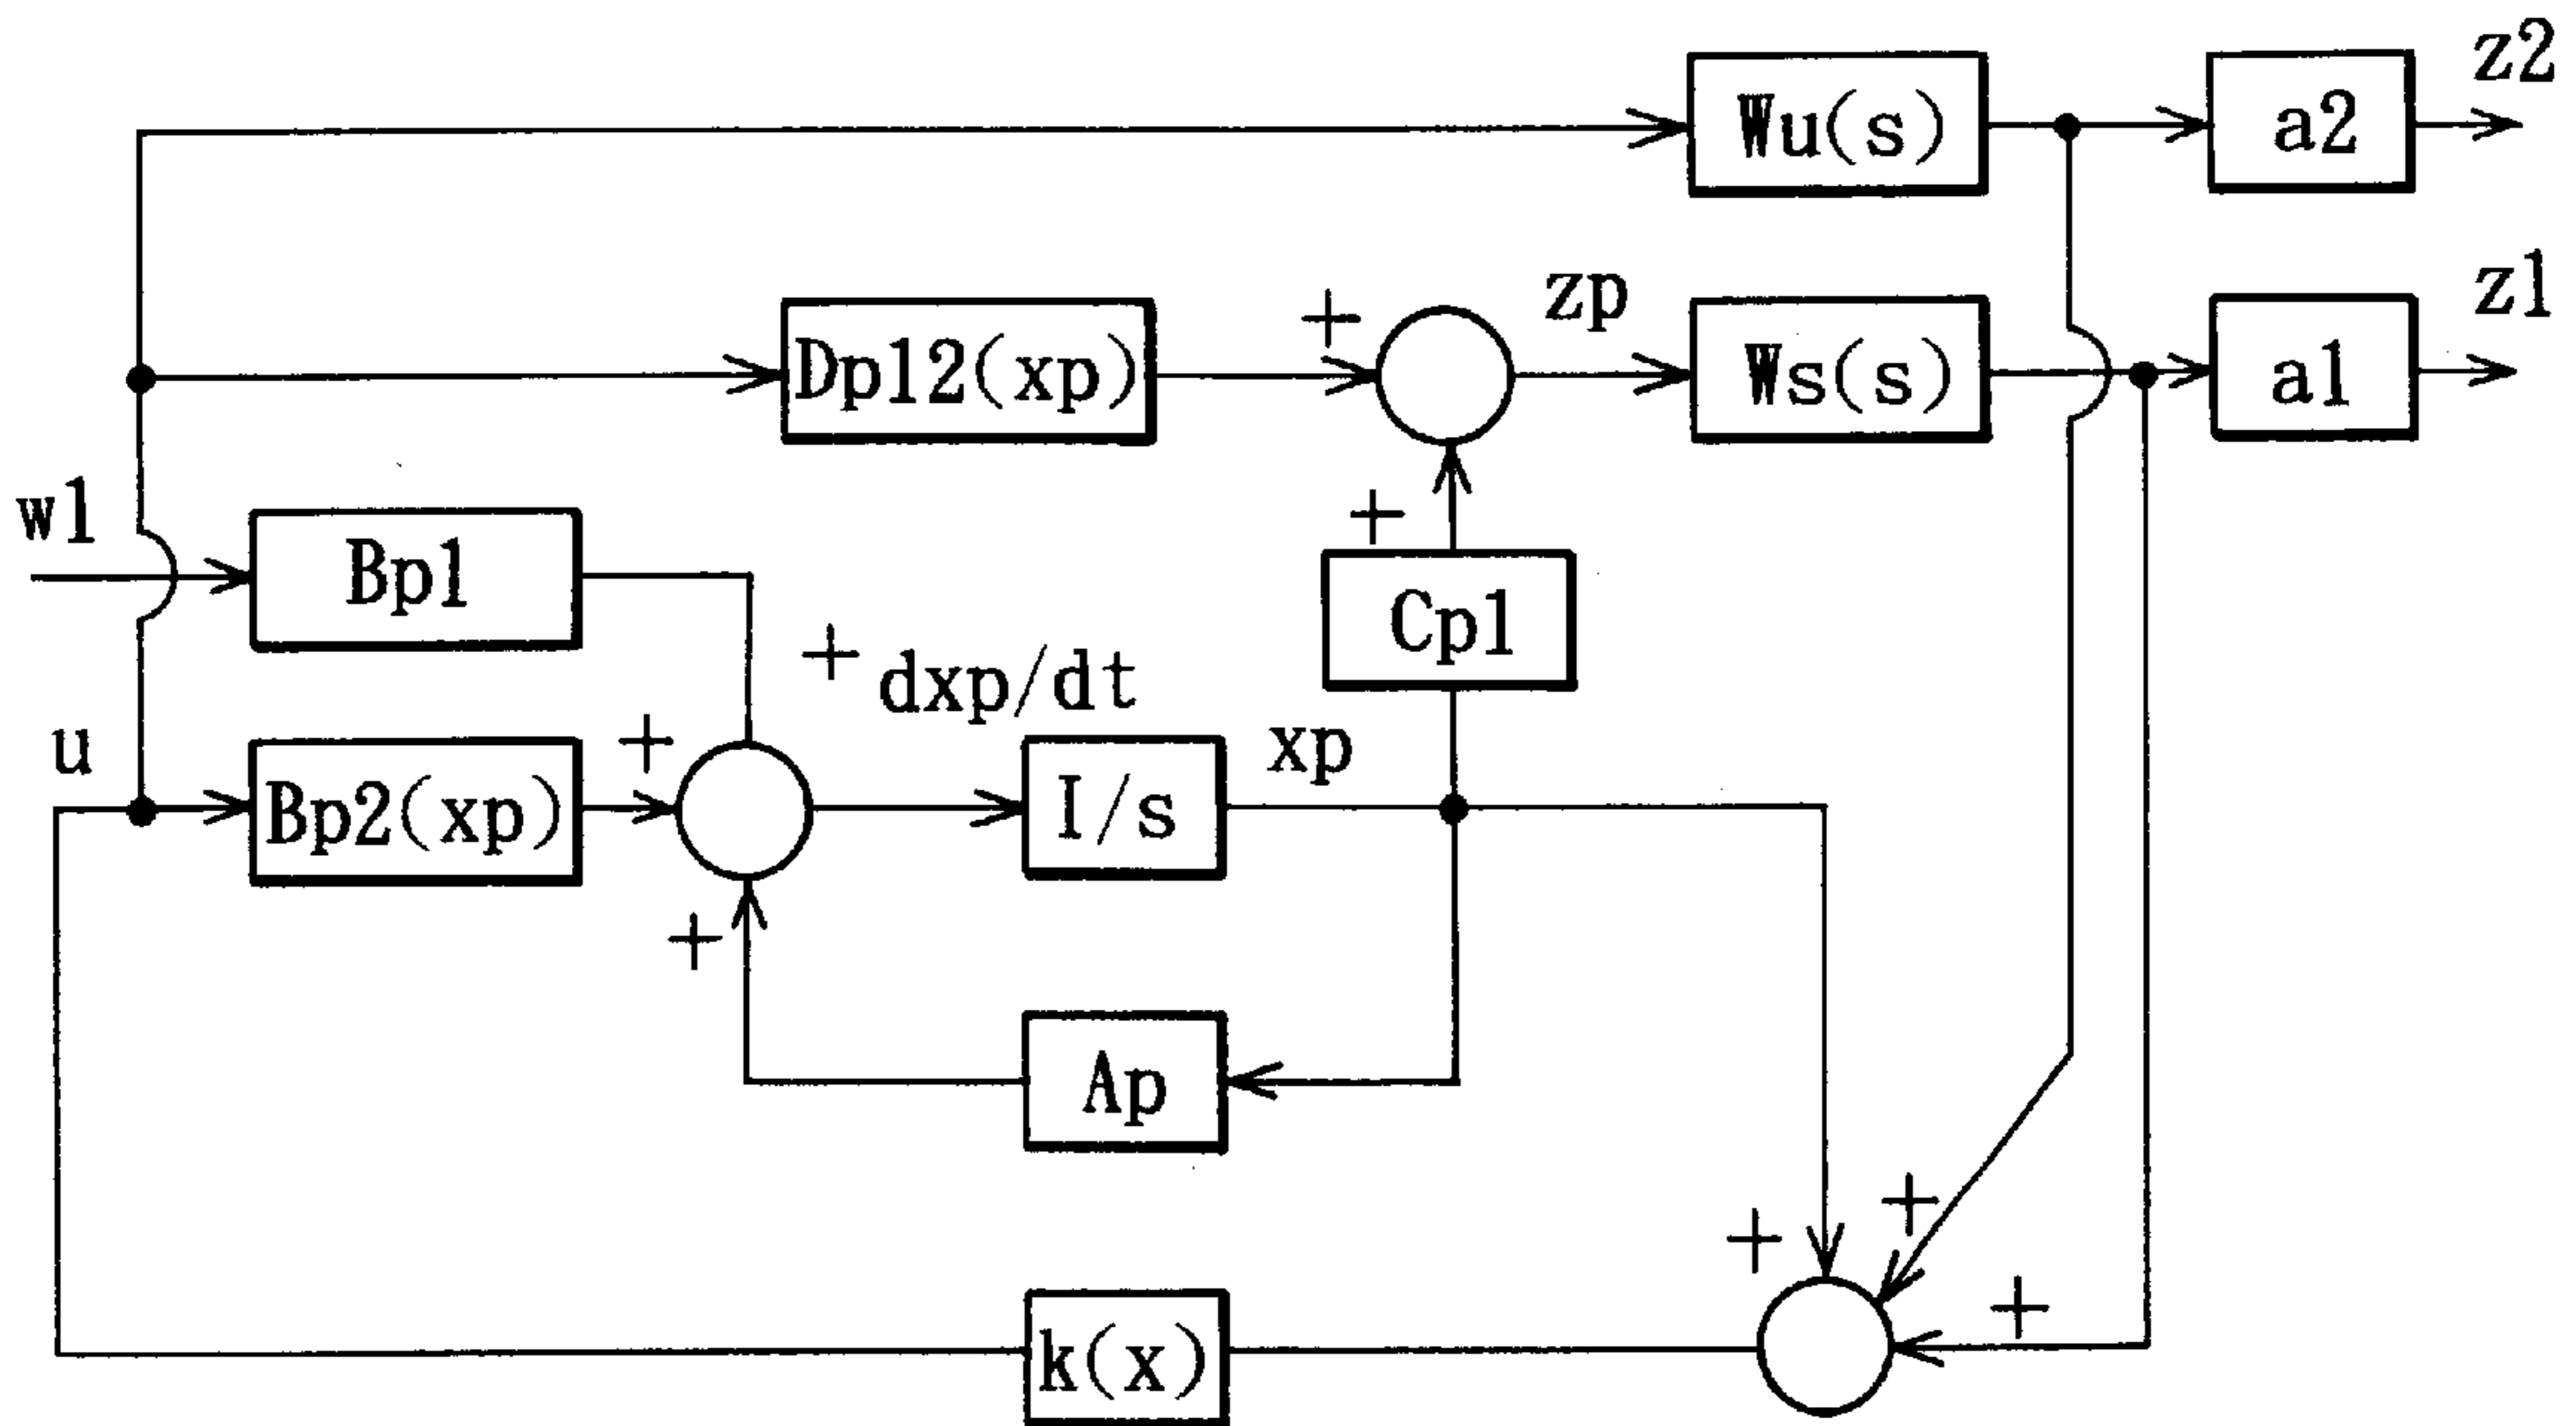 z2
Wu(s)
a2
z1
zp
+
Dp12(xp)
Ws(s)
a1
w1
+
Bp1
Cp1
+
dxp/dt
u
+
xp
Bp2(xp)
I/s
+
Ap
+
+
+
k(x)